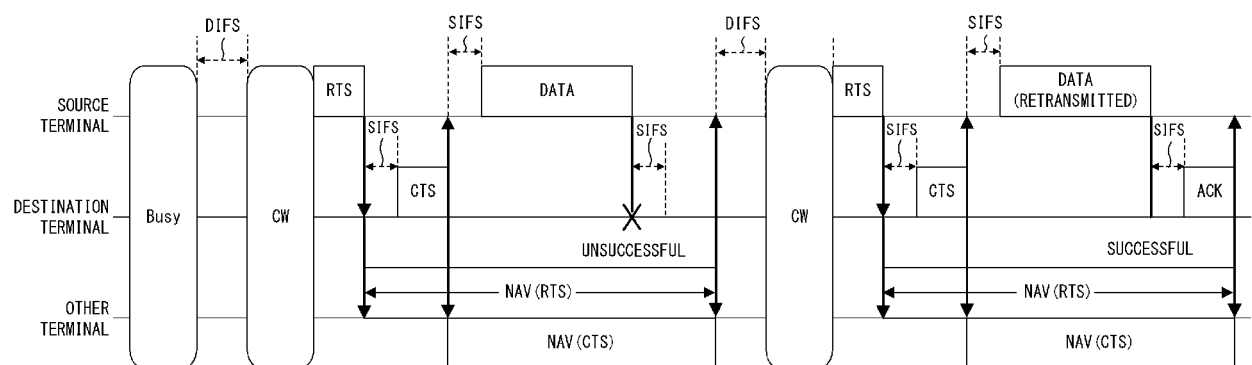 DIFS
SIFS
DIFS
SIFS
RTS
DATA
RTS
DATA
(RETRANSMITTED)
SOURCE
TERMINAL
SIFS
SIFS
SIFS
SIFS
CTS
CTS
ACK
DESTINATION
TERMINAL
Busy
CW
CW
UNSUCCESSFUL
SUCCESSFUL
NAV(RTS)
NAV(RTS)
OTHER
TERMINAL
NAV(CTS)
NAV(CTS)